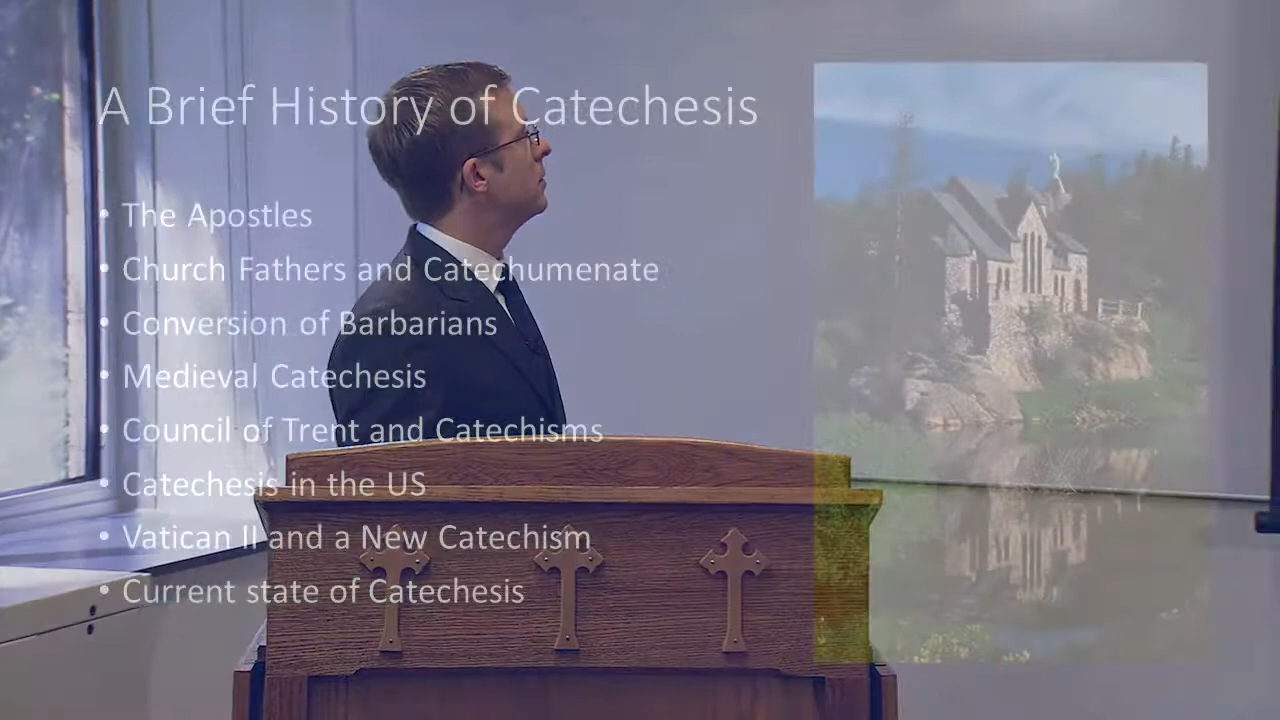 A Brief History of Catechesis
• The Apostles
• Church Fathers and Catechumenate
• Conversion of Barbarians
• Medieval Catechesis
• Council of Trent and Catechisms
• Catechesis in the US
• Vatican II and a New Catechism
• Current state of Catechesis